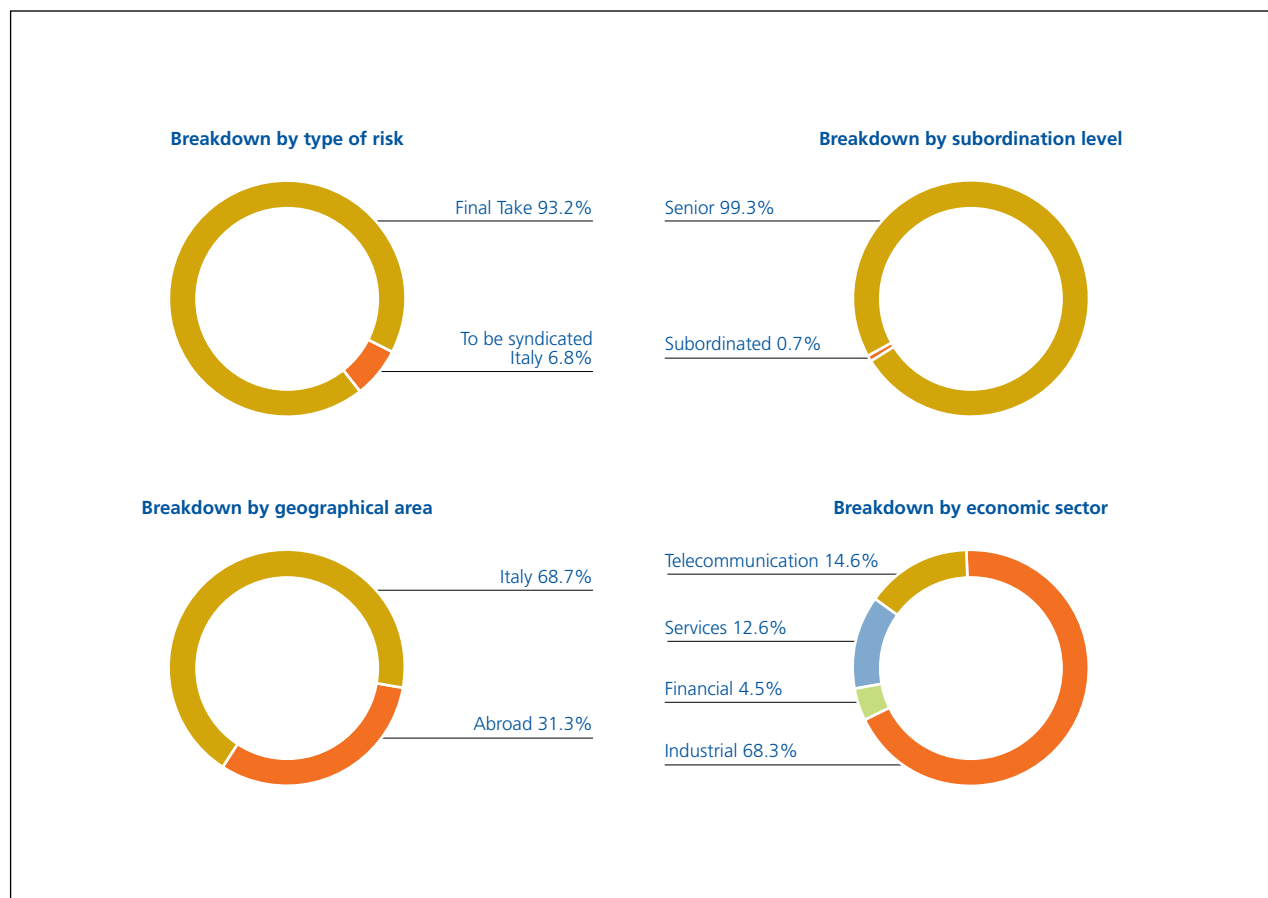 Breakdown by type of risk
Final Take 93.2%
To be syndicated
Italy 6.8%
Breakdown by subordination level
Senior 99.3%
Subordinated 0.7%
Breakdown by geographical area
Italy 68.7%
Abroad 31.3%
Breakdown by economic sector
Telecommunication 14.6%
Services 12.6%
Financial 4.5%
Industrial 68.3%